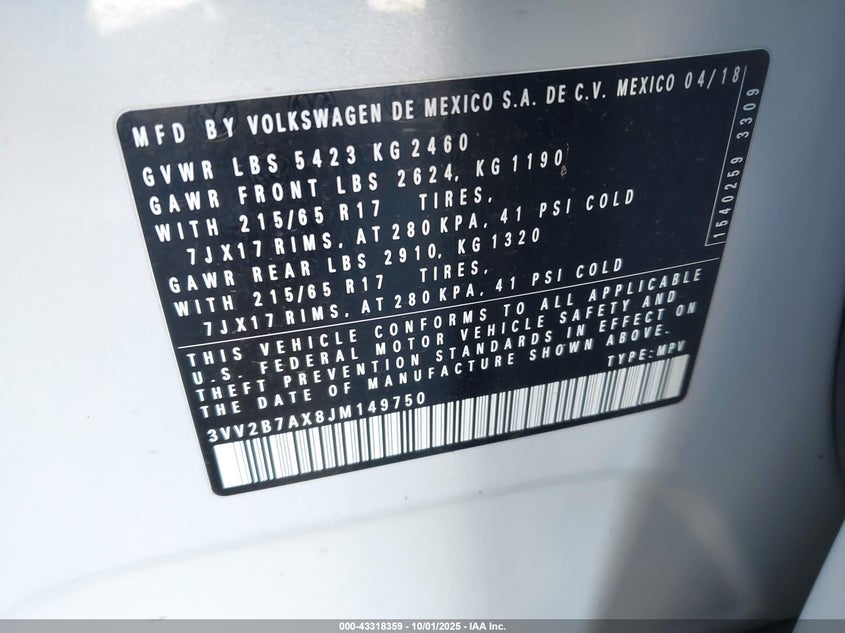 MFD BY VOLKSWAGEN DE MEXICO S.A. DE C.V. MEXICO 04/18
GVWR LBS 5423 KG 2460
GAWR FRONT LBS 2624, KG 1190
WITH 215/65 R17 TIRES,
7JX17 RIMS, AT 280 KPA, 41 PSI COLD
GAWR REAR LBS 2910, KG 1320
WITH 215/65 R17 TIRES,
7JX17 RIMS, AT 280 KPA, 41 PSI COLD
1540259 3309
THIS VEHICLE CONFORMS TO ALL APPLICABLE
U.S. FEDERAL MOTOR VEHICLE SAFETY AND
THEFT PREVENTION STANDARDS IN EFFECT ON
THE DATE OF MANUFACTURE SHOWN ABOVE.
TYPE:MPV
3VV2B7AX8JM149750
000-43318359 - 10/01/2025 - IAA Inc.